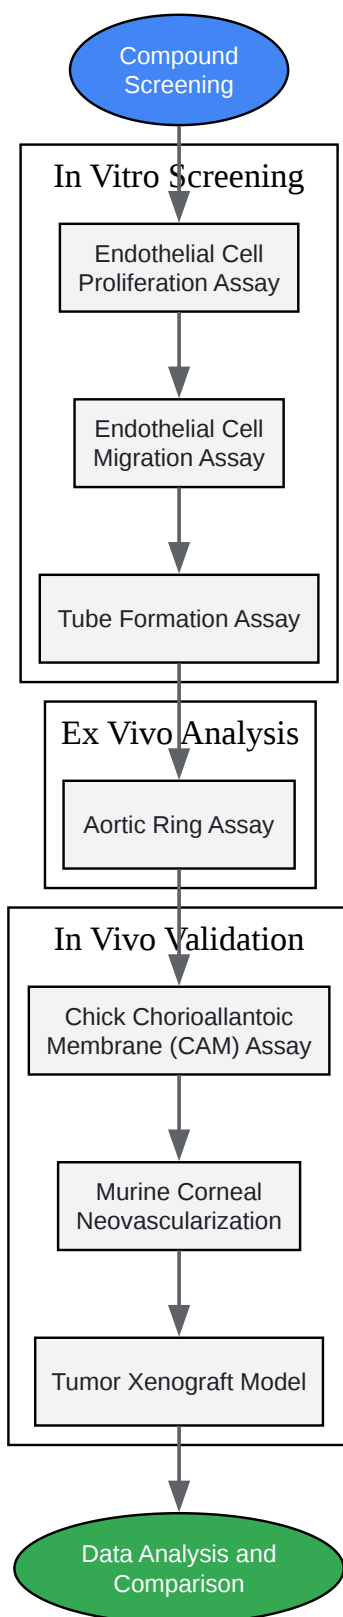 Compound
Screening
In Vitro Screening
Endothelial Cell
Proliferation Assay
Endothelial Cell
Migration Assay
Tube Formation Assay
Ex Vivo Analysis
Aortic Ring Assay
In Vivo Validation
Chick Chorioallantoic
Membrane (CAM) Assay
Murine Corneal
Neovascularization
Tumor Xenograft Model
Data Analysis and
Comparison